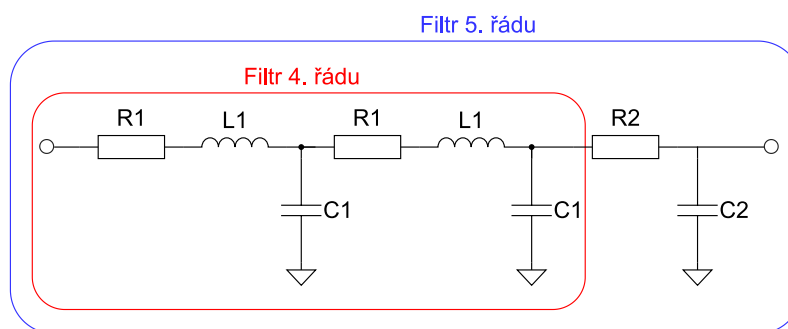 Filtr 5. řádu
Filtr 4. řádu
R1
L1
R1
L1
R2
C1
C1
C2